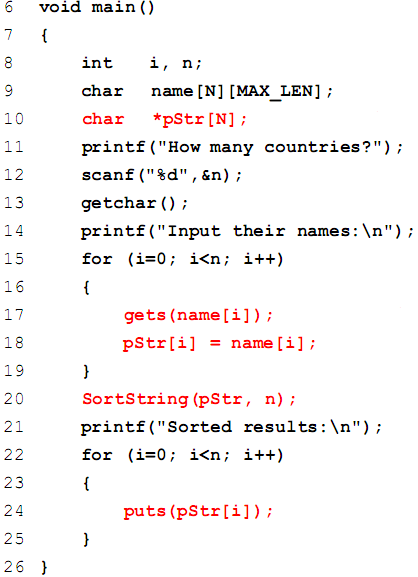 6 void main()
7 {
8 int i, n;
9 char name[N][MAX_LEN];
10 char *pStr[N];
11 printf("How many countries?");
12 scanf("%d",&n);
13 getchar();
14 printf("Input their names:\n");
15 for (i=0; i<n; i++)
16 {
17 gets(name[i]);
18 pStr[i] = name[i];
19 }
20 SortString(pStr, n);
21 printf("Sorted results:\n");
22 for (i=0; i<n; i++)
23 {
24 puts(pStr[i]);
25 }
26 }